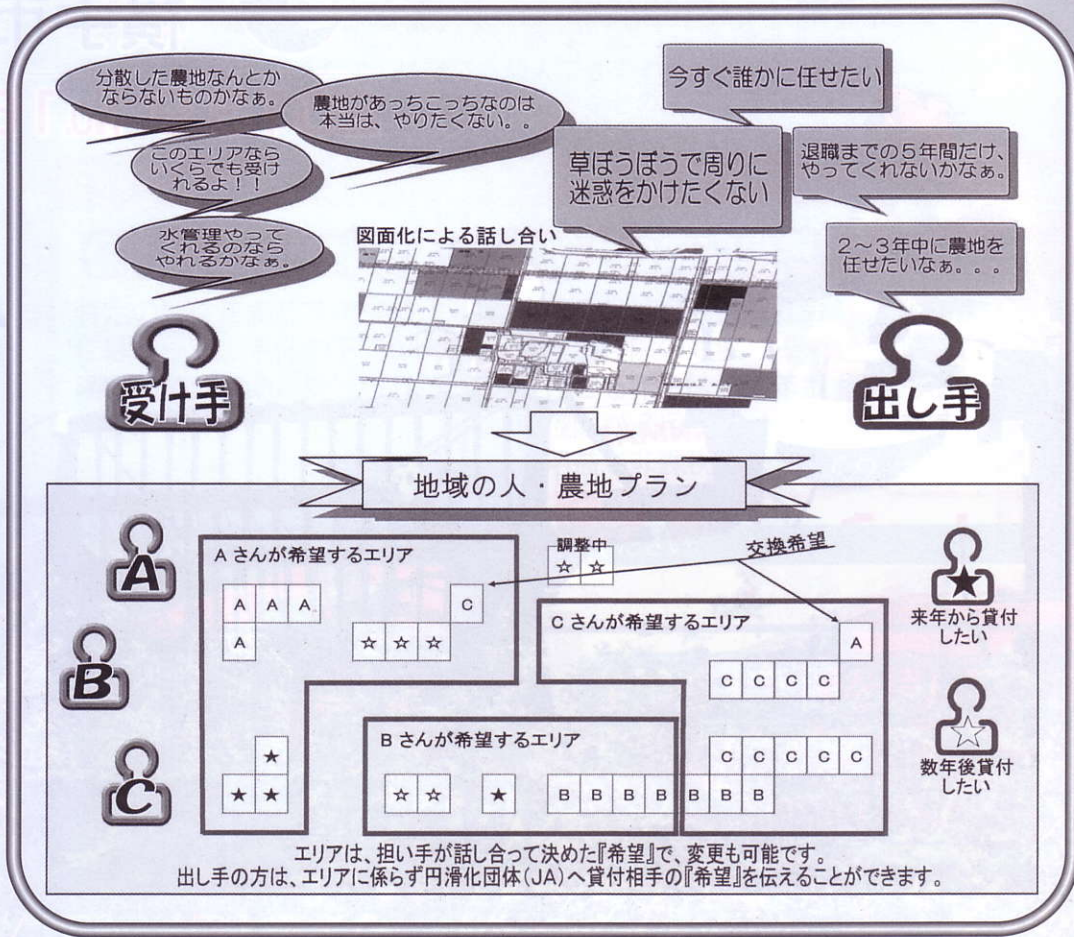 分散した農地なんとか
ならないものかなぁ。
農地があっちこっちなのは
本当は、やりたくない。。
このエリアなら
いくらでも受け
れるよ！！
水管理やって
くれるのなら
やれるかなぁ。
今すぐ誰かに任せたい
草ぼうぼうで周りに
迷惑をかけたくない
退職までの５年間だけ、
やってくれないかなぁ。
２～３年中に農地を
任せたいなぁ。。。
図面化による話し合い
受け手
出し手
地域の人・農地プラン
A
B
C
Aさんが希望するエリア
A A A C
A ☆ ☆ ☆
★
★ ★
調整中
☆ ☆
交換希望
Cさんが希望するエリア
A
C C C C
C C C C C
Bさんが希望するエリア
☆ ☆ ★ B B B B B B B
★
来年から貸付
したい
☆
数年後貸付
したい
エリアは、担い手が話し合って決めた『希望』で、変更も可能です。
出し手の方は、エリアに係らず円滑化団体(JA)へ貸付相手の『希望』を伝えることができます。